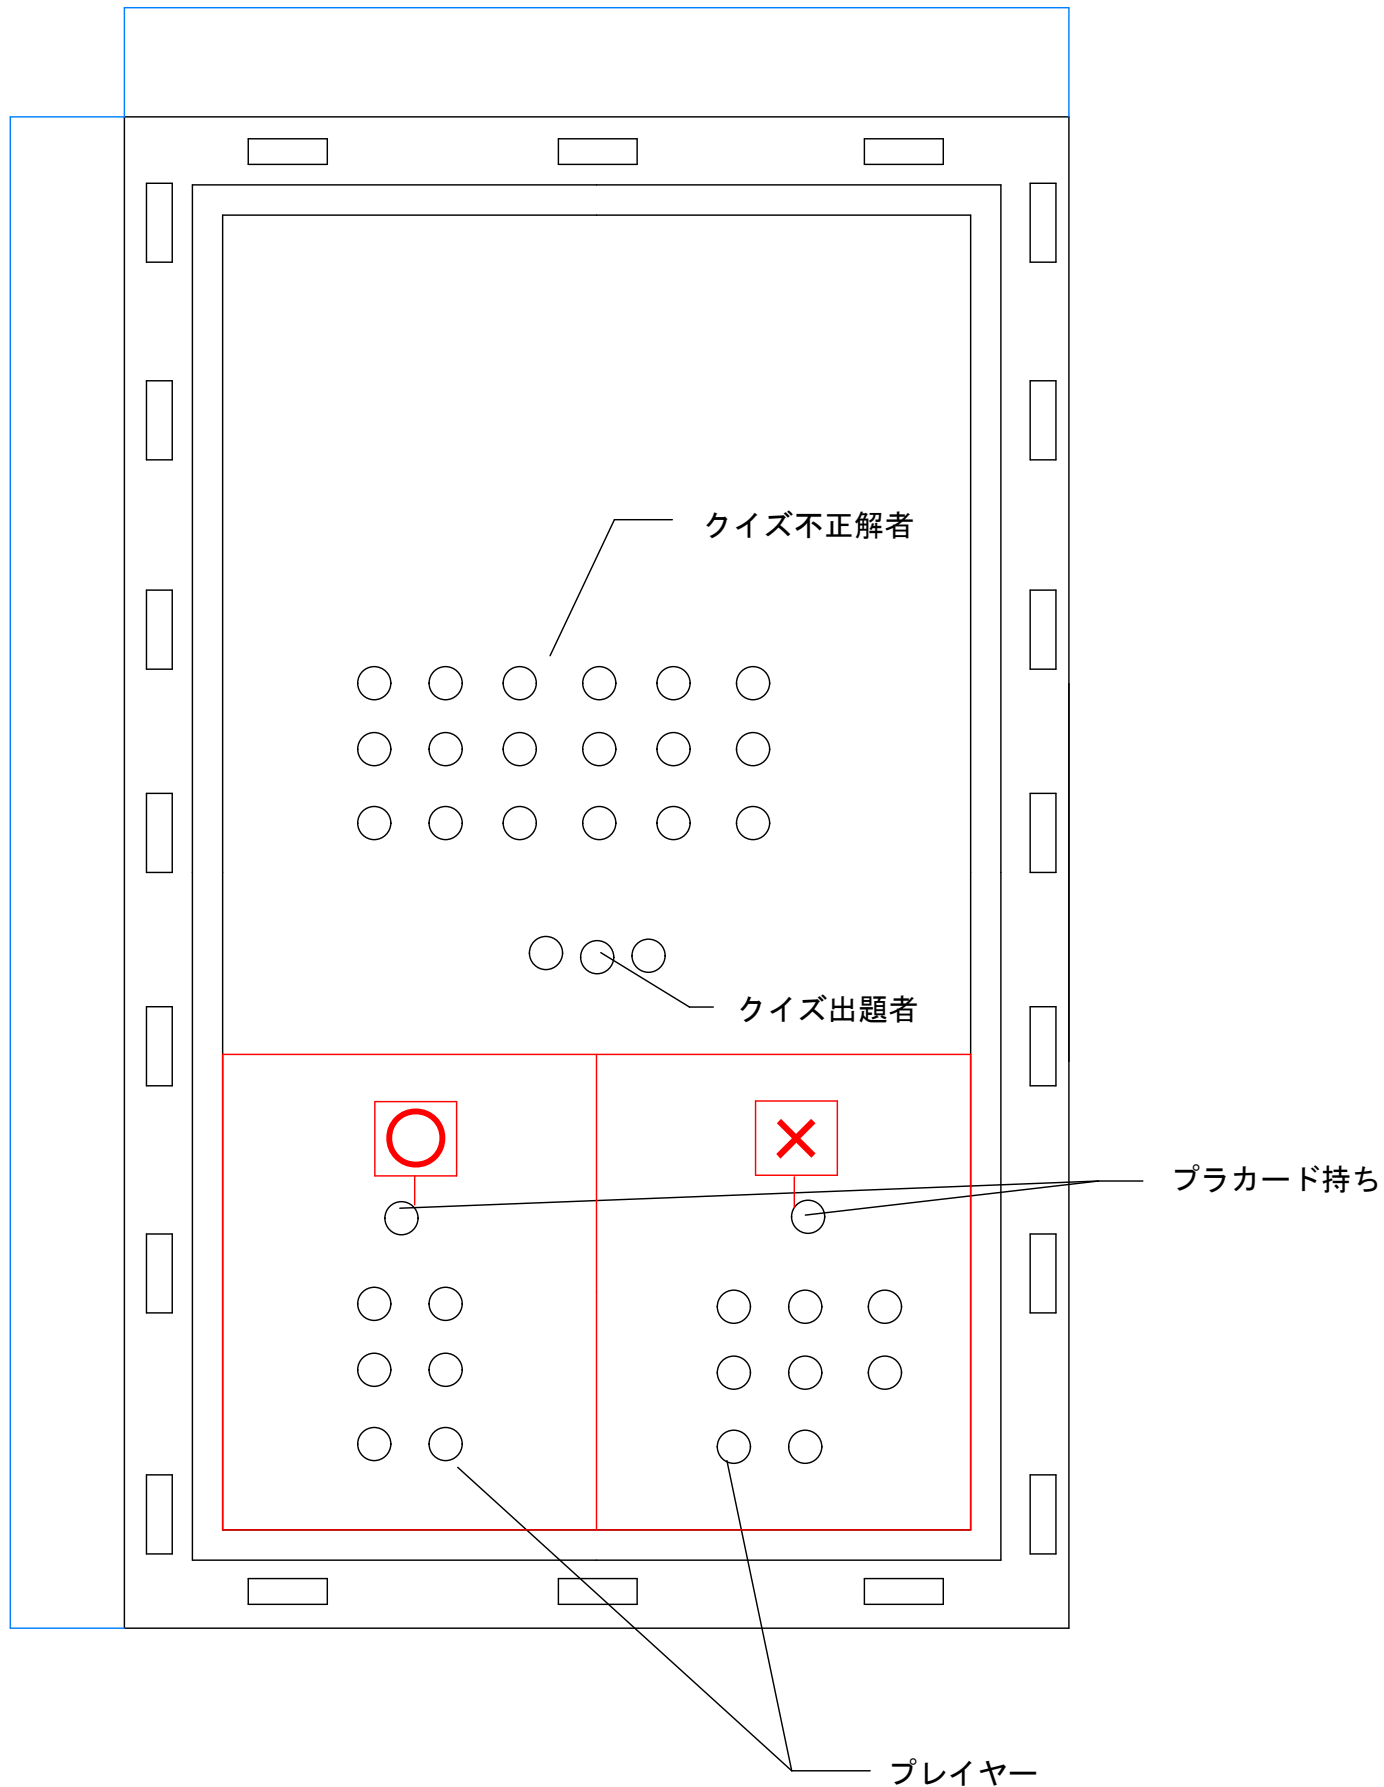 クイズ不正解者
クイズ出題者
プラカード持ち
プレイヤー